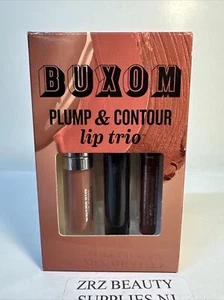 BUXOM
PLUMP & CONTOUR
lip trio
ZRZ BEAUTY
SUPPLIES NJ